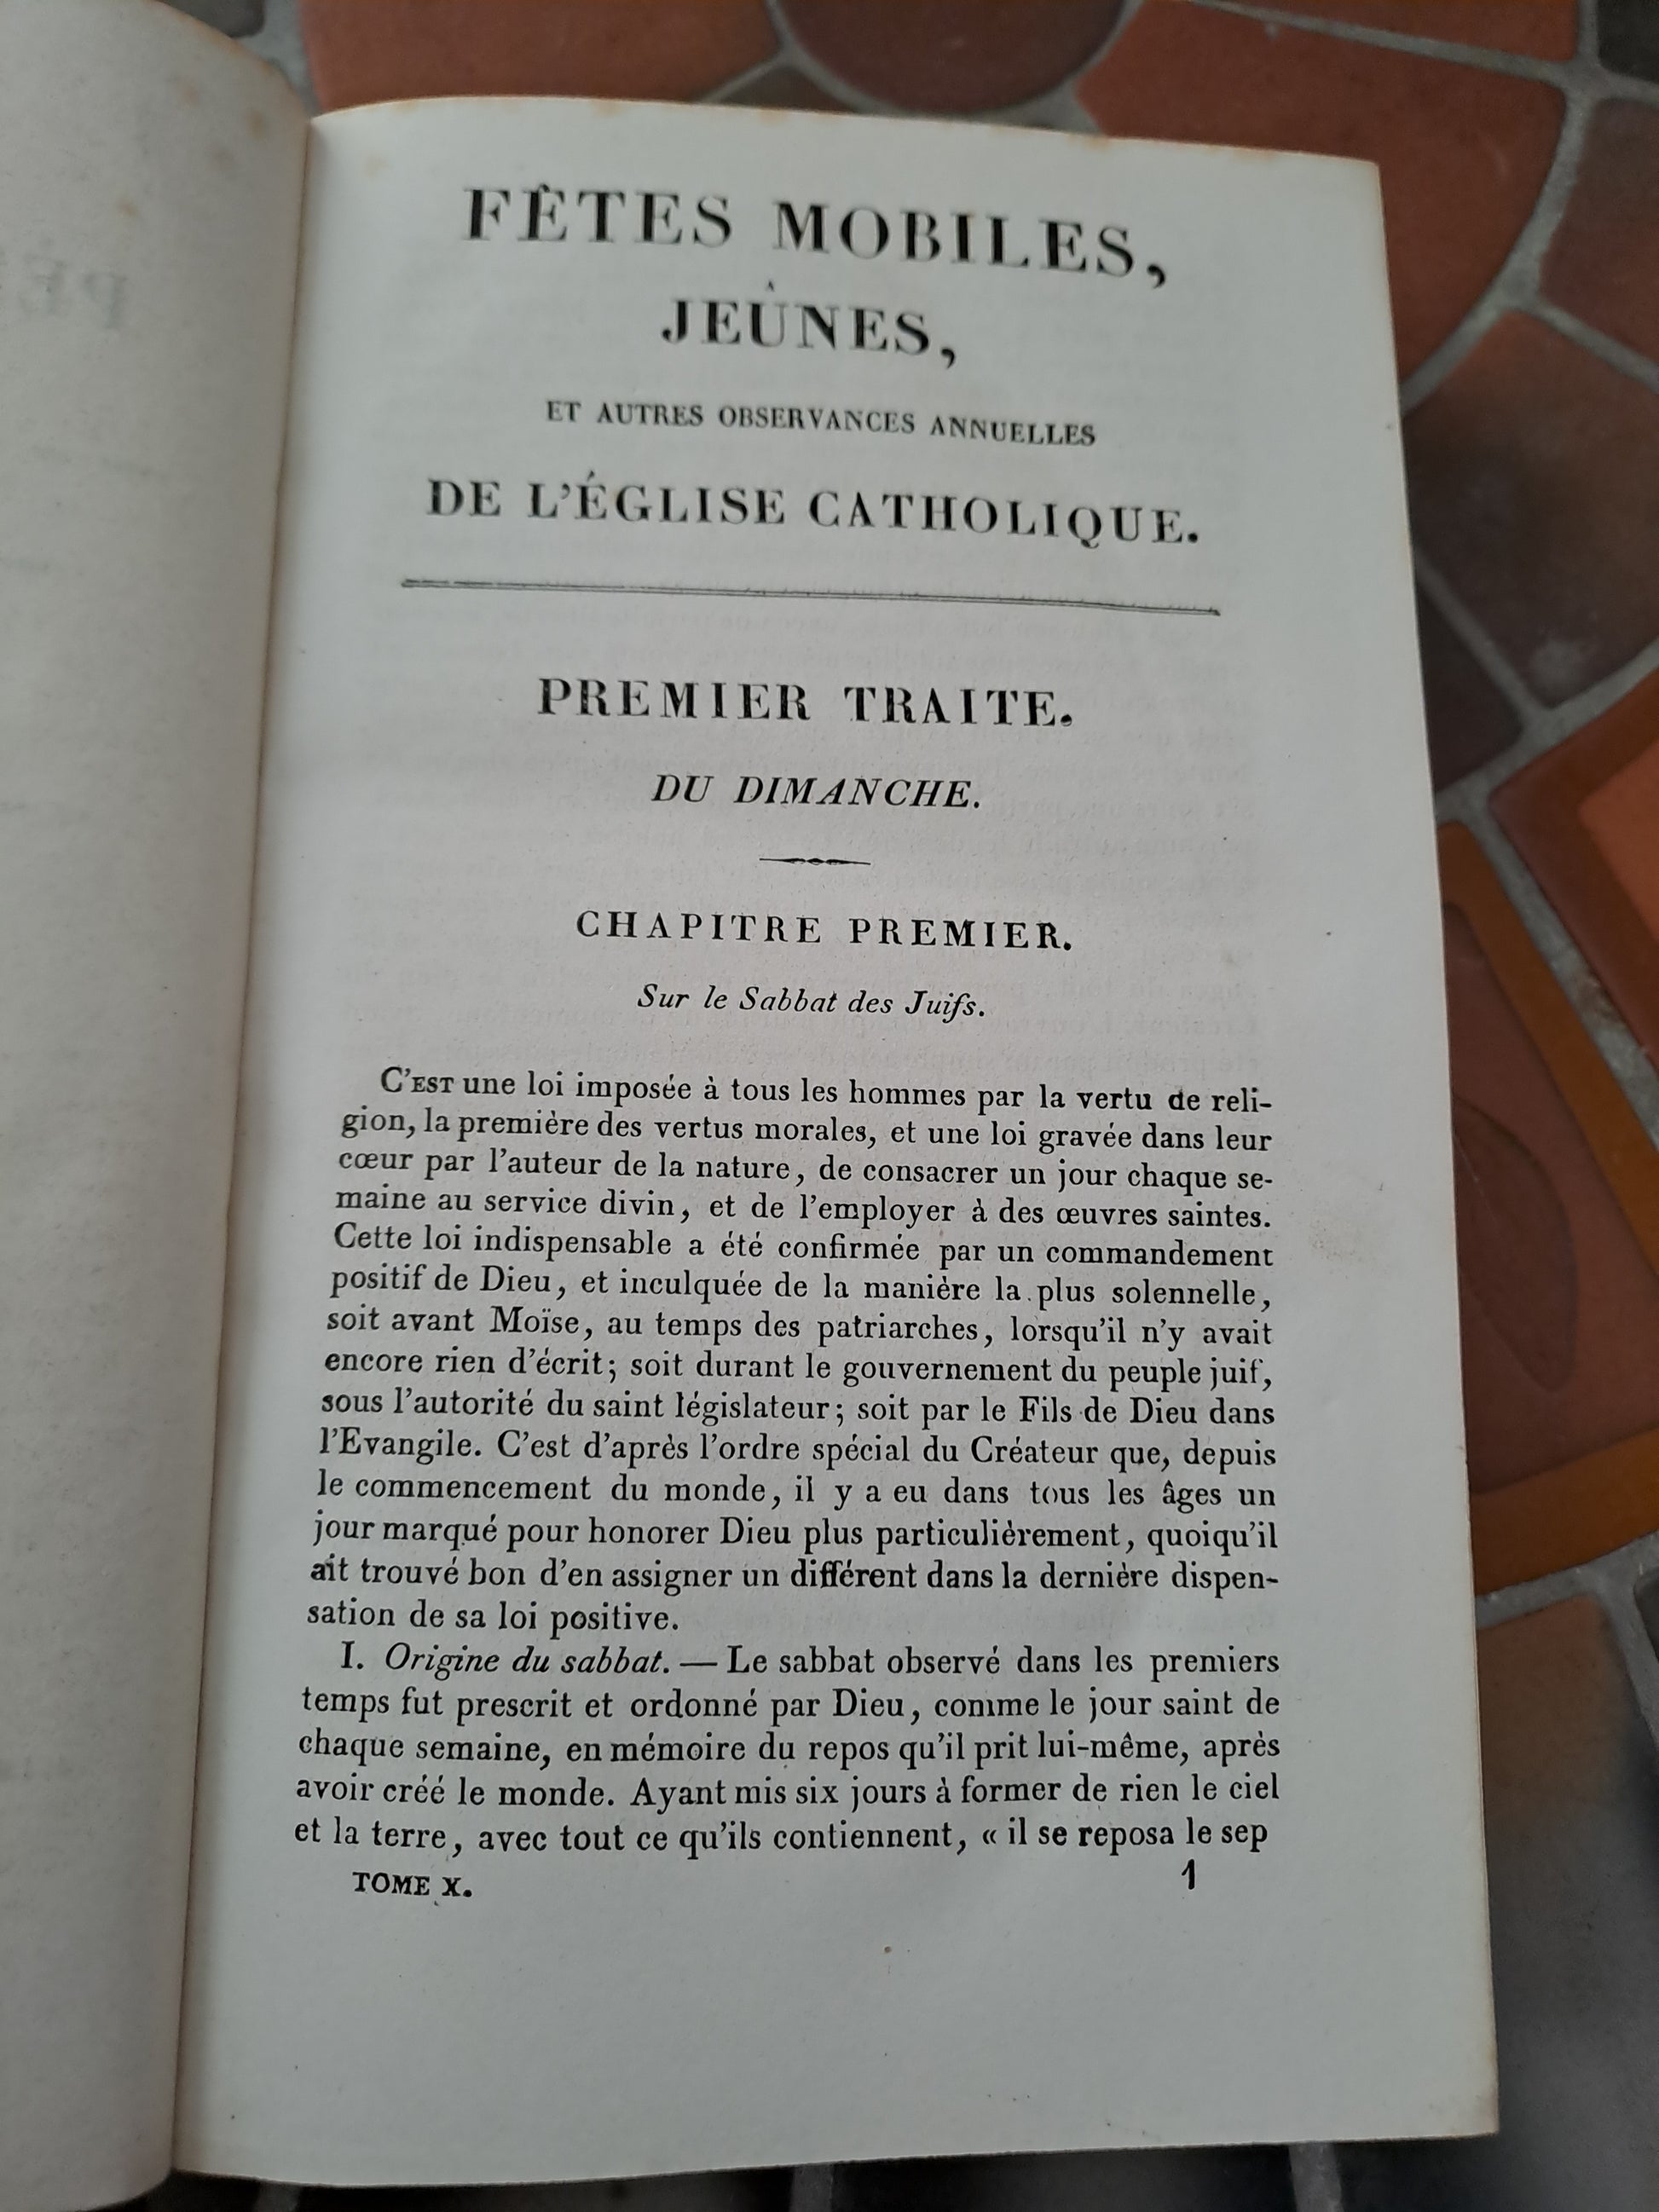 FÊTES MOBILES,
JEÛNES,
ET AUTRES OBSERVANCES ANNUELLES
DE L'ÉGLISE CATHOLIQUE.
PREMIER TRAITE.
DU DIMANCHE.
CHAPITRE PREMIER.
Sur le Sabbat des Juifs.
C'EST une loi imposée à tous les hommes par la vertu de reli-
gion, la première des vertus morales, et une loi gravée dans leur
cœur par l'auteur de la nature, de consacrer un jour chaque se-
maine au service divin, et de l'employer à des œuvres saintes.
Cette loi indispensable a été confirmée par un commandement
positif de Dieu, et inculquée de la manière la plus solennelle,
soit avant Moïse, au temps des patriarches, lorsqu'il n'y avait
encore rien d'écrit; soit durant le gouvernement du peuple juif,
sous l'autorité du saint législateur; soit par le Fils de Dieu dans
l'Evangile. C'est d'après l'ordre spécial du Créateur que, depuis
le commencement du monde, il y a eu dans tous les âges un
jour marqué pour honorer Dieu plus particulièrement, quoiqu'il
ait trouvé bon d'en assigner un différent dans la dernière dispen-
sation de sa loi positive.
I. Origine du sabbat. — Le sabbat observé dans les premiers
temps fut prescrit et ordonné par Dieu, comme le jour saint de
chaque semaine, en mémoire du repos qu'il prit lui-même, après
avoir créé le monde. Ayant mis six jours à former de rien le ciel
et la terre, avec tout ce qu'ils contiennent, « il se reposa le sep
TOME X. 1